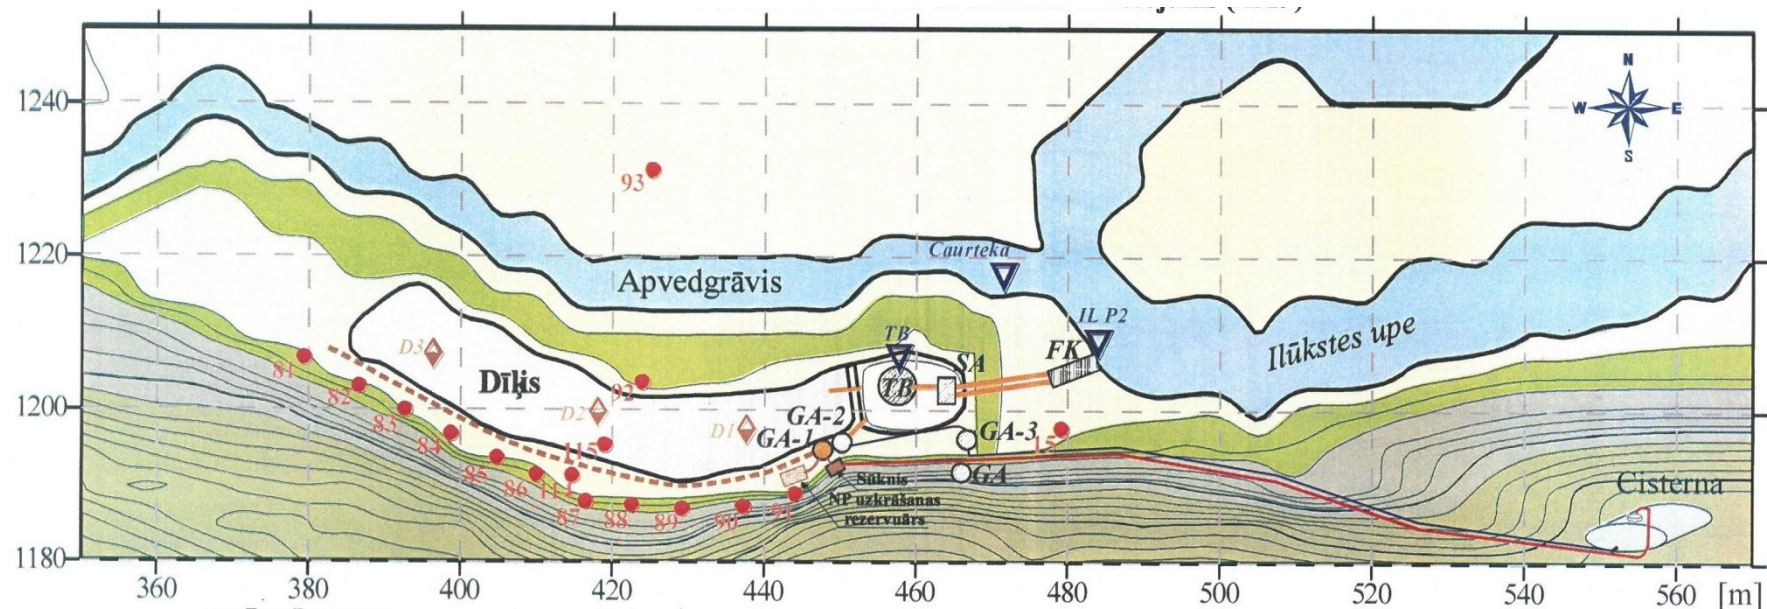 N
W E
S
1240
93
1220
Caurteka
Apvedgrāvis
IL P2
TB
Ilūkstes upe
SA
FK
D3
81
Dīķis
TB
82
92
1200
D2
GA-2
83
D1
GA-1
GA-3
84
115
15
85
GA
86
111
Sūknis
Cisterna
87
88
89
90
91
NP uzkrāšanas
rezervuārs
1180
360 380 400 420 440 460 480 500 520 540 560 [m]